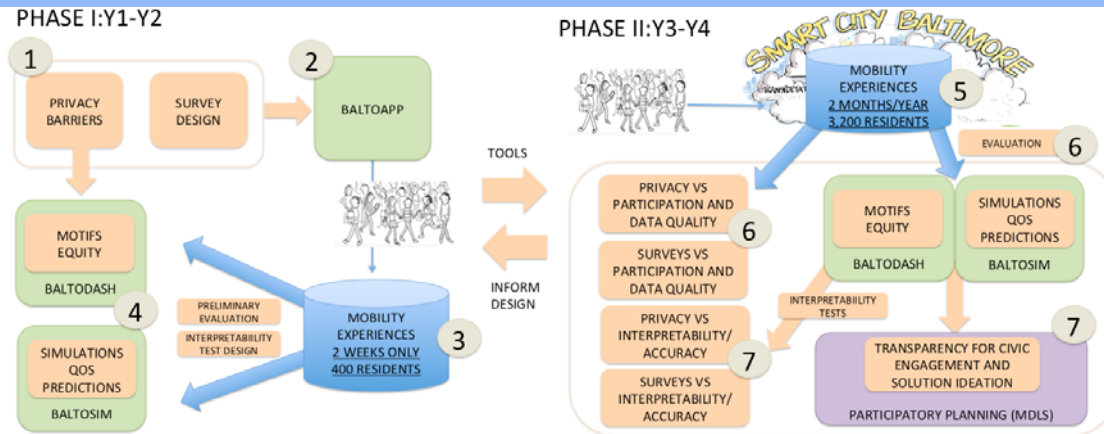 PHASE I:Y1-Y2
1
PRIVACY
BARRIERS
SURVEY
DESIGN
2
BALTOAPP
MOTIFS
EQUITY
BALTODASH
4
SIMULATIONS
QOS
PREDICTIONS
BALTOSIM
PRELIMINARY
EVALUATION
INTERPRETABIILITY
TEST DESIGN
MOBILITY
EXPERIENCES
2 WEEKS ONLY
400 RESIDENTS
3
TOOLS
INFORM
DESIGN
PHASE II:Y3-Y4
SMART CITY BALTIMORE
MOBILITY
EXPERIENCES
2 MONTHS/YEAR
3,200 RESIDENTS
5
EVALUATION
6
PRIVACY VS
PARTICIPATION AND
DATA QUALITY
6
SURVEYS VS
PARTICIPATION AND
DATA QUALITY
PRIVACY VS
INTERPRETABILITY/
ACCURACY
7
SURVEYS VS
INTERPRETABILITY/
ACCURACY
MOTIFS
EQUITY
BALTODASH
SIMULATIONS
QOS
PREDICTIONS
BALTOSIM
INTERPRETABIILITY
TESTS
7
TRANSPARENCY FOR CIVIC
ENGAGEMENT AND
SOLUTION IDEATION
PARTICIPATORY PLANNING (MDLS)